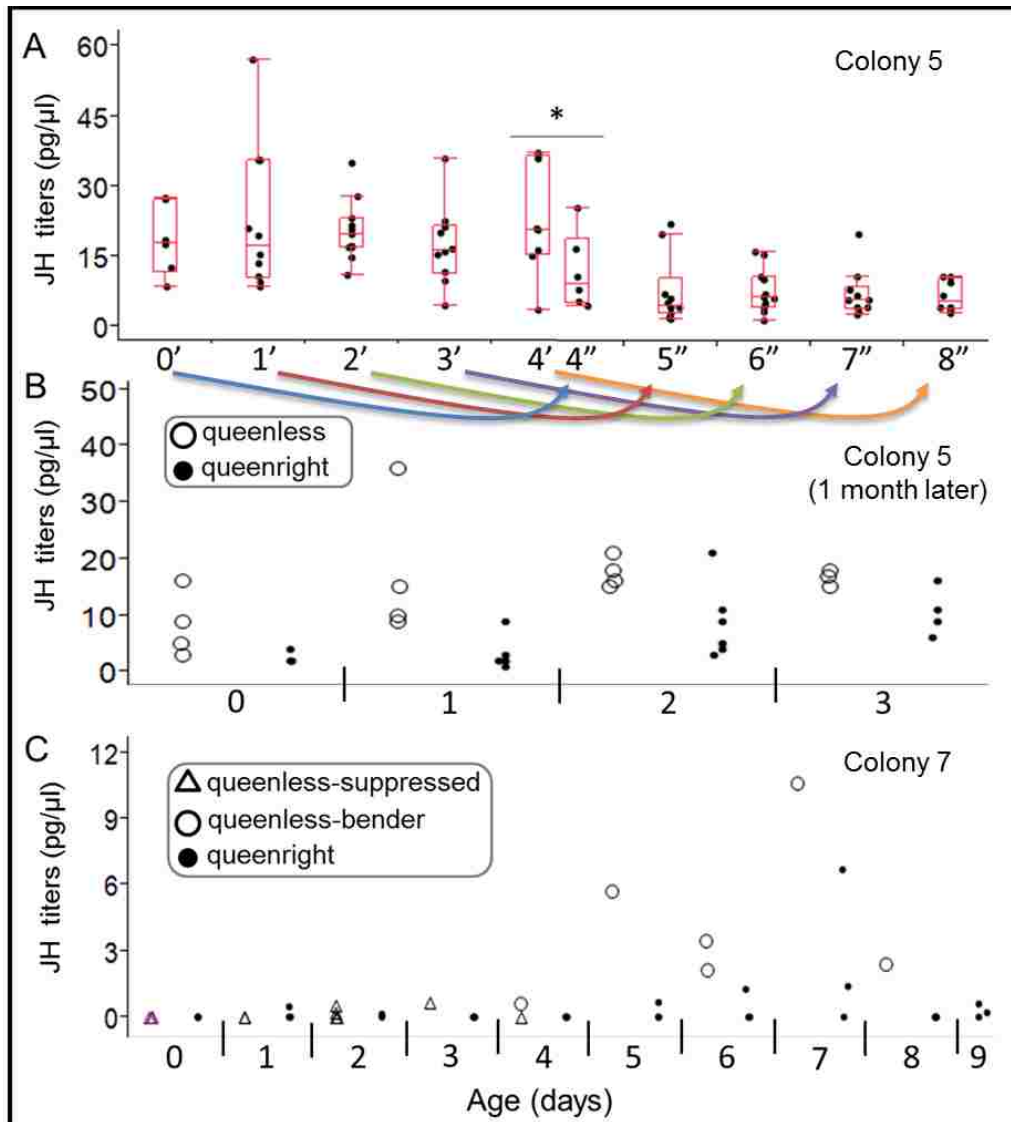 A
Colony 5
JH titers (pg/µl)
60
45
30
15
0
*
0’ 1’ 2’ 3’ 4’ 4” 5” 6” 7” 8”
B
queenless
queenright
Colony 5
(1 month later)
JH titers (pg/µl)
50
40
30
20
10
0
0 1 2 3
C
queenless-suppressed
queenless-bender
queenright
Colony 7
JH titers (pg/µl)
12
9
6
3
0
0 1 2 3 4 5 6 7 8 9
Age (days)